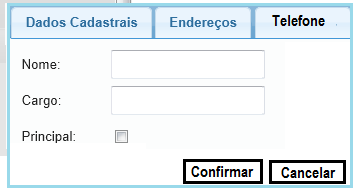 Dados Cadastrais Endereços Telefone
Nome:
Cargo:
Principal:
Confirmar Cancelar